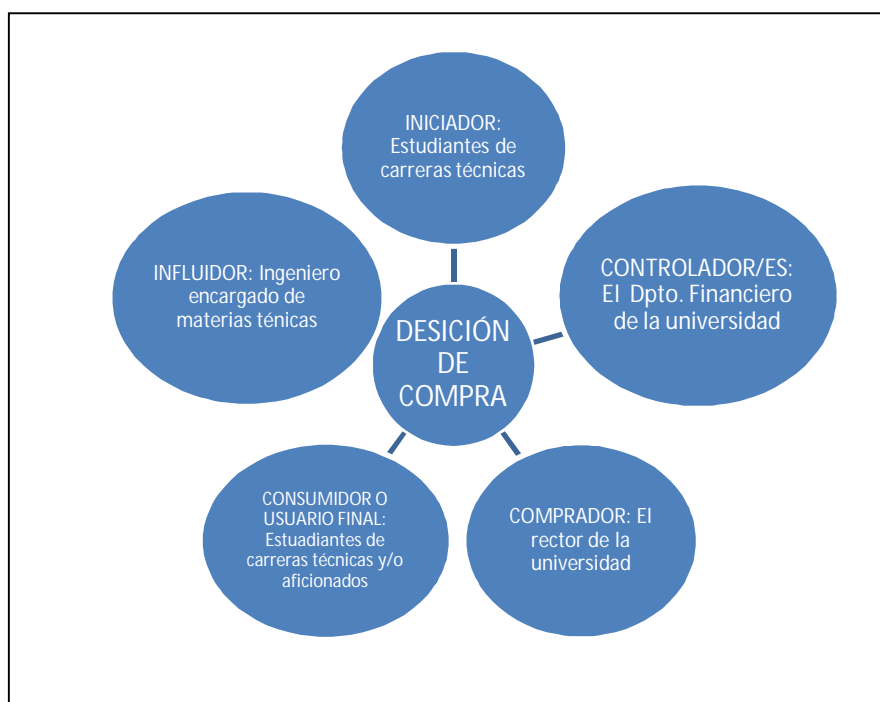 INICIADOR:
Estudiantes de
carreras técnicas
INFLUIDOR: Ingeniero
encargado de
materias ténicas
CONTROLADOR/ES:
El Dpto. Financiero
de la universidad
DESICIÓN
DE
COMPRA
CONSUMIDOR O
USUARIO FINAL:
Estuadiantes de
carreras técnicas y/o
aficionados
COMPRADOR: El
rector de la
universidad